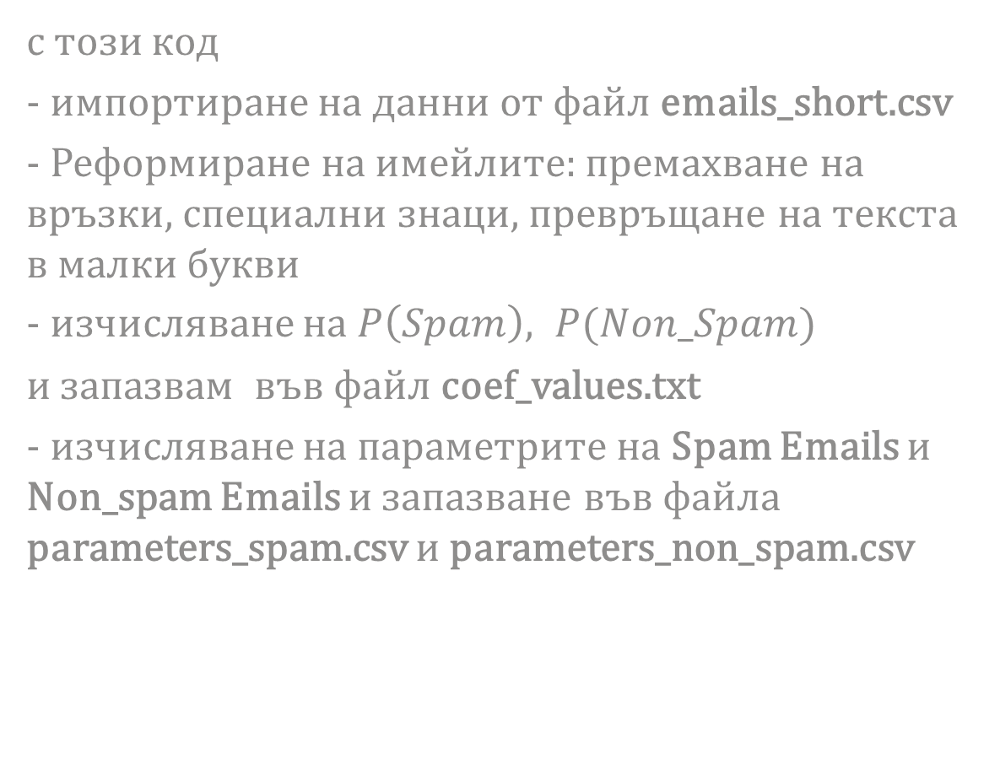 с този код
- импортиране на данни от файл emails_short.csv
- Реформиране на имейлите: премахване на
връзки, специални знаци, превръщане на текста
в малки букви
- изчисляване на P(Spam), P(Non_Spam)
и запазвам във файл coef_values.txt
- изчисляване на параметрите на Spam Emails и
Non_spam Emails и запазване във файла
parameters_spam.csv и parameters_non_spam.csv